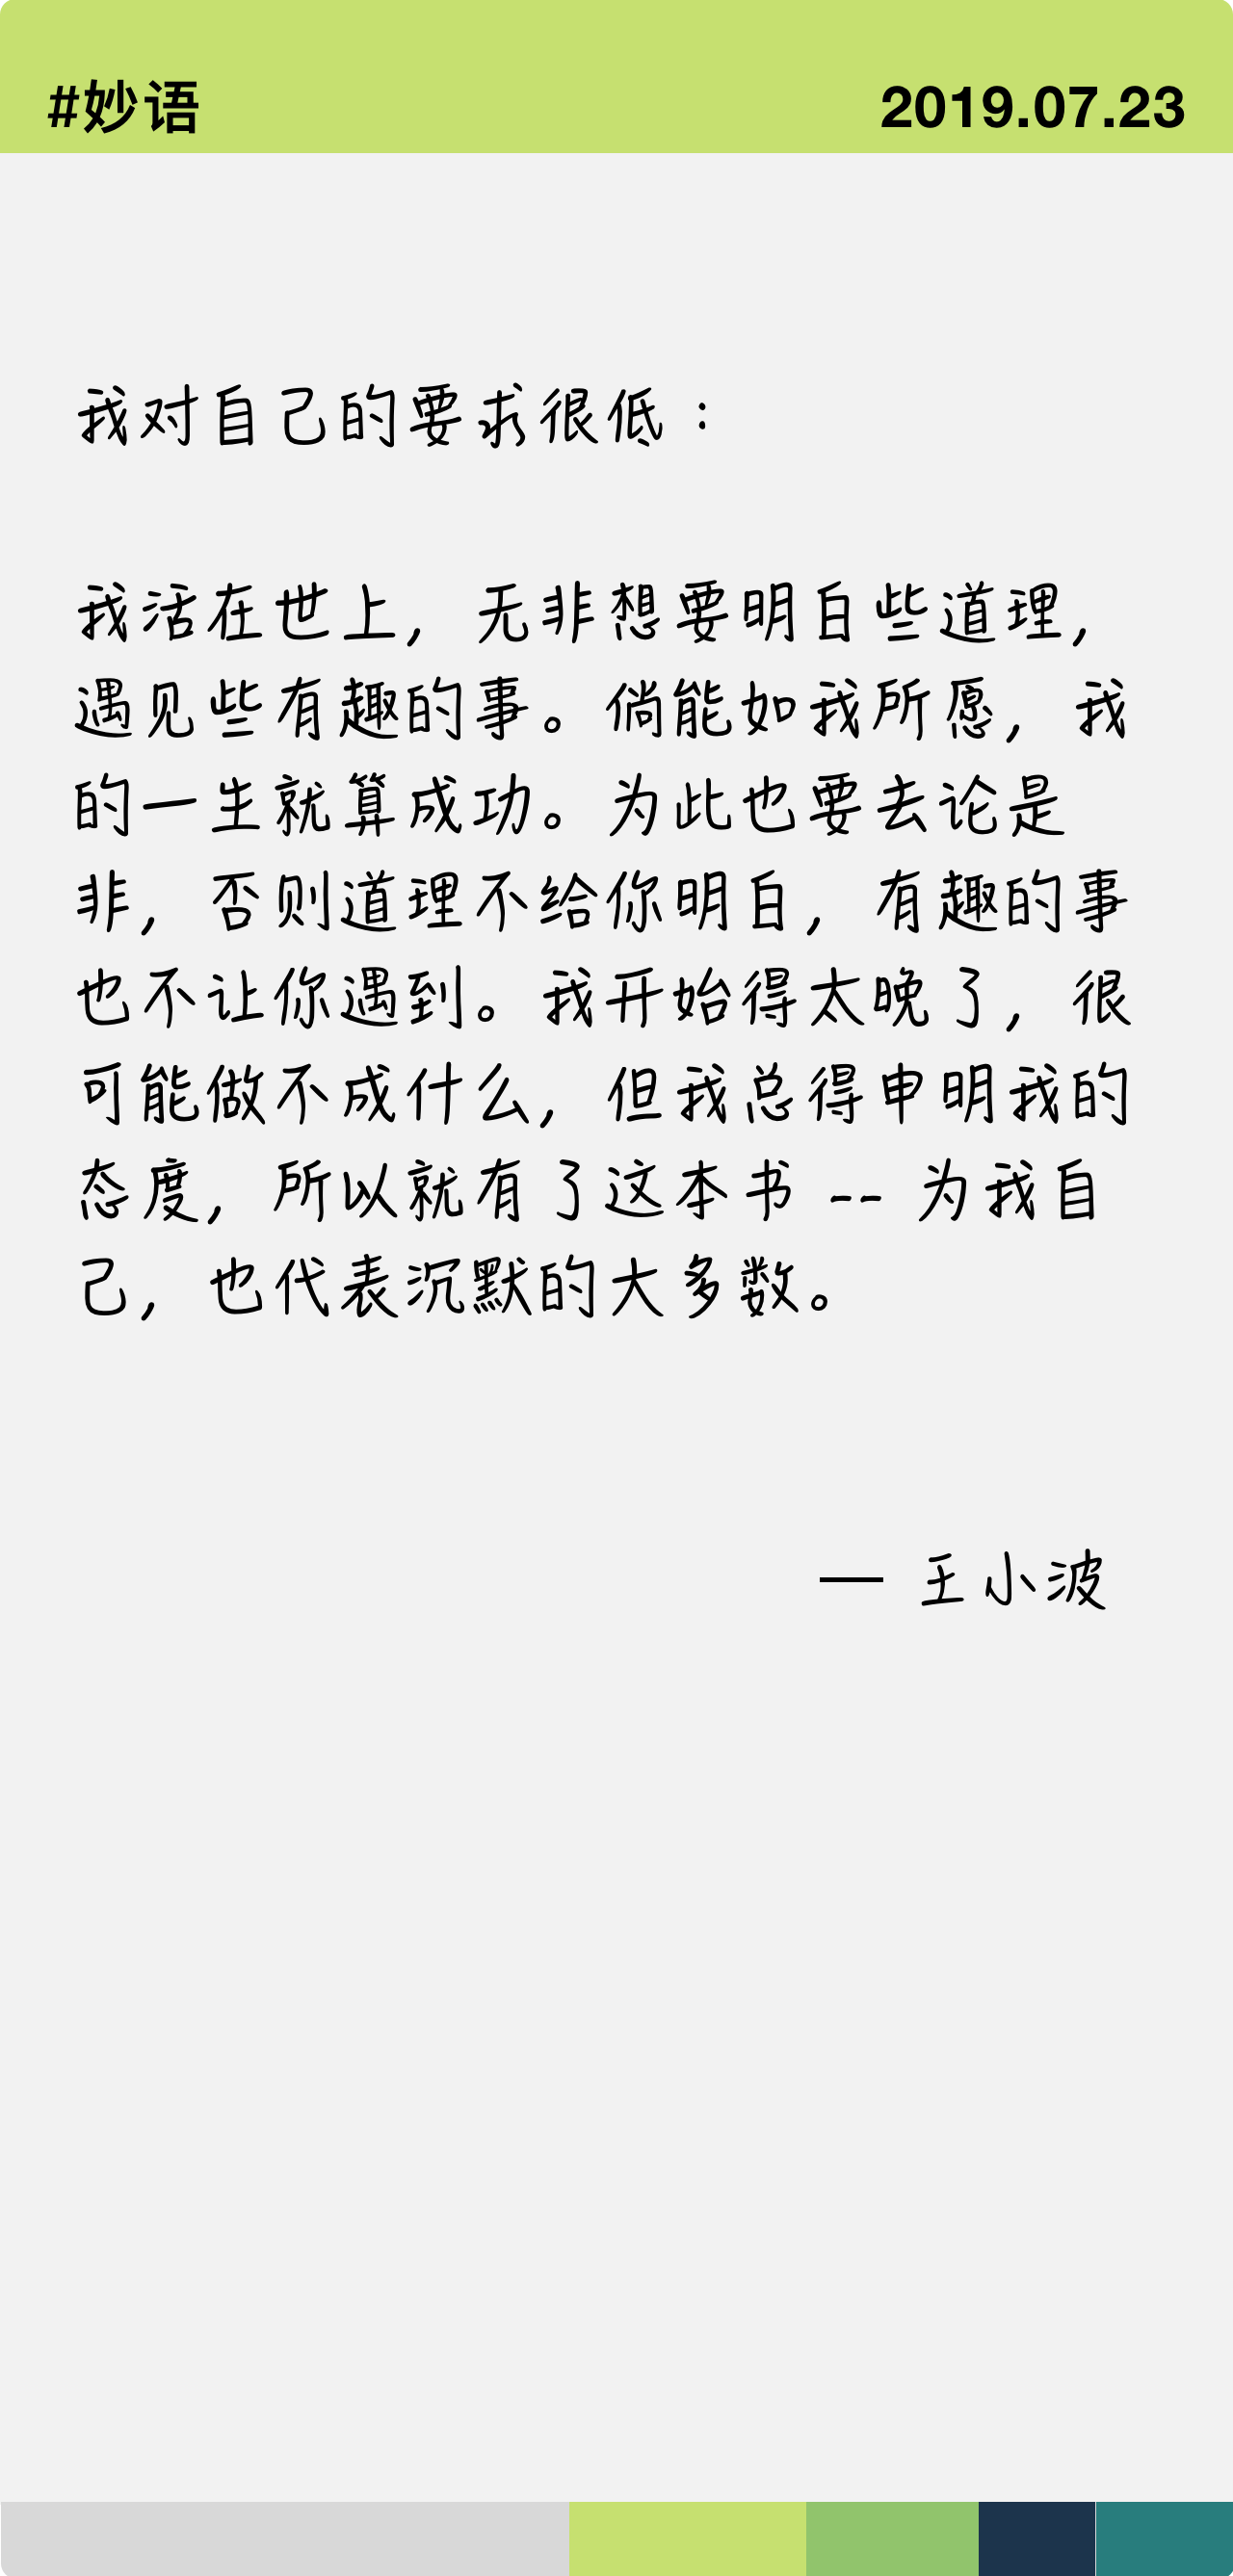 #妙语 2019.07.23
我对自己的要求很低：
我活在世上，无非想要明白些道理，
遇见些有趣的事。倘能如我所愿，我
的一生就算成功。为此也要去论是
非，否则道理不给你明白，有趣的事
也不让你遇到。我开始得太晚了，很
可能做不成什么，但我总得申明我的
态度，所以就有了这本书 -- 为我自
己，也代表沉默的大多数。
— 王小波